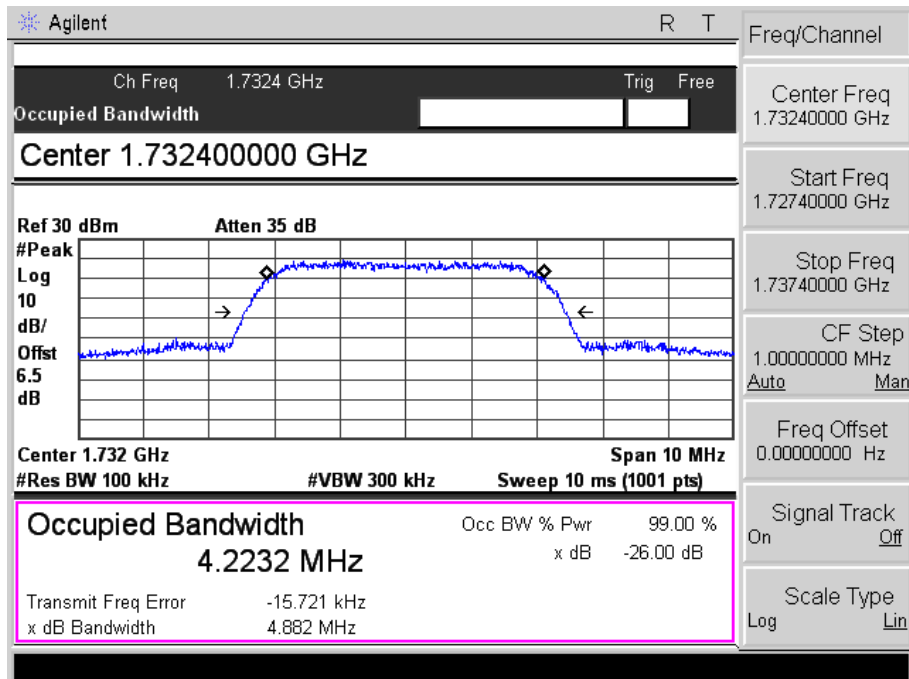 Agilent R T
Freq/Channel
Ch Freq 1.7324 GHz Trig Free
Occupied Bandwidth
Center 1.732400000 GHz
Ref 30 dBm Atten 35 dB
#Peak
Log
10
dB/
Offst
6.5
dB
Center 1.732 GHz Span 10 MHz
#Res BW 100 kHz #VBW 300 kHz Sweep 10 ms (1001 pts)
Occupied Bandwidth
4.2232 MHz
Occ BW % Pwr 99.00 %
x dB -26.00 dB
Transmit Freq Error -15.721 kHz
x dB Bandwidth 4.882 MHz
Center Freq
1.73240000 GHz
Start Freq
1.72740000 GHz
Stop Freq
1.73740000 GHz
CF Step
1.00000000 MHz
Auto Man
Freq Offset
0.00000000 Hz
Signal Track
On Off
Scale Type
Log Lin